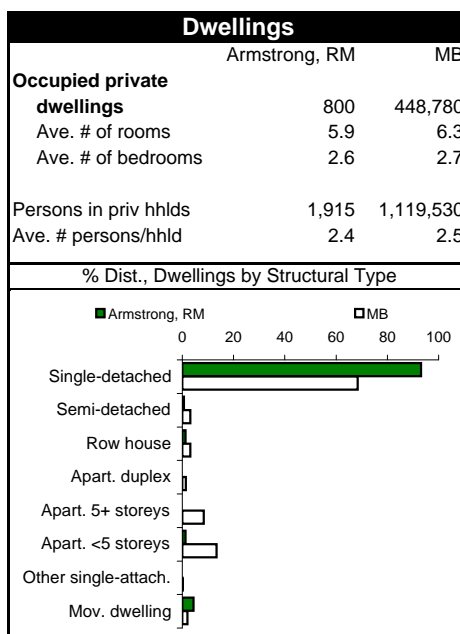 Dwellings
Armstrong, RM MB
Occupied private
dwellings 800 448,780
Ave. # of rooms 5.9 6.3
Ave. # of bedrooms 2.6 2.7
Persons in priv hhlds 1,915 1,119,530
Ave. # persons/hhld 2.4 2.5
% Dist., Dwellings by Structural Type
Armstrong, RM MB
0 20 40 60 80 100
Single-detached
Semi-detached
Row house
Apart. duplex
Apart. 5+ storeys
Apart. <5 storeys
Other single-attach.
Mov. dwelling